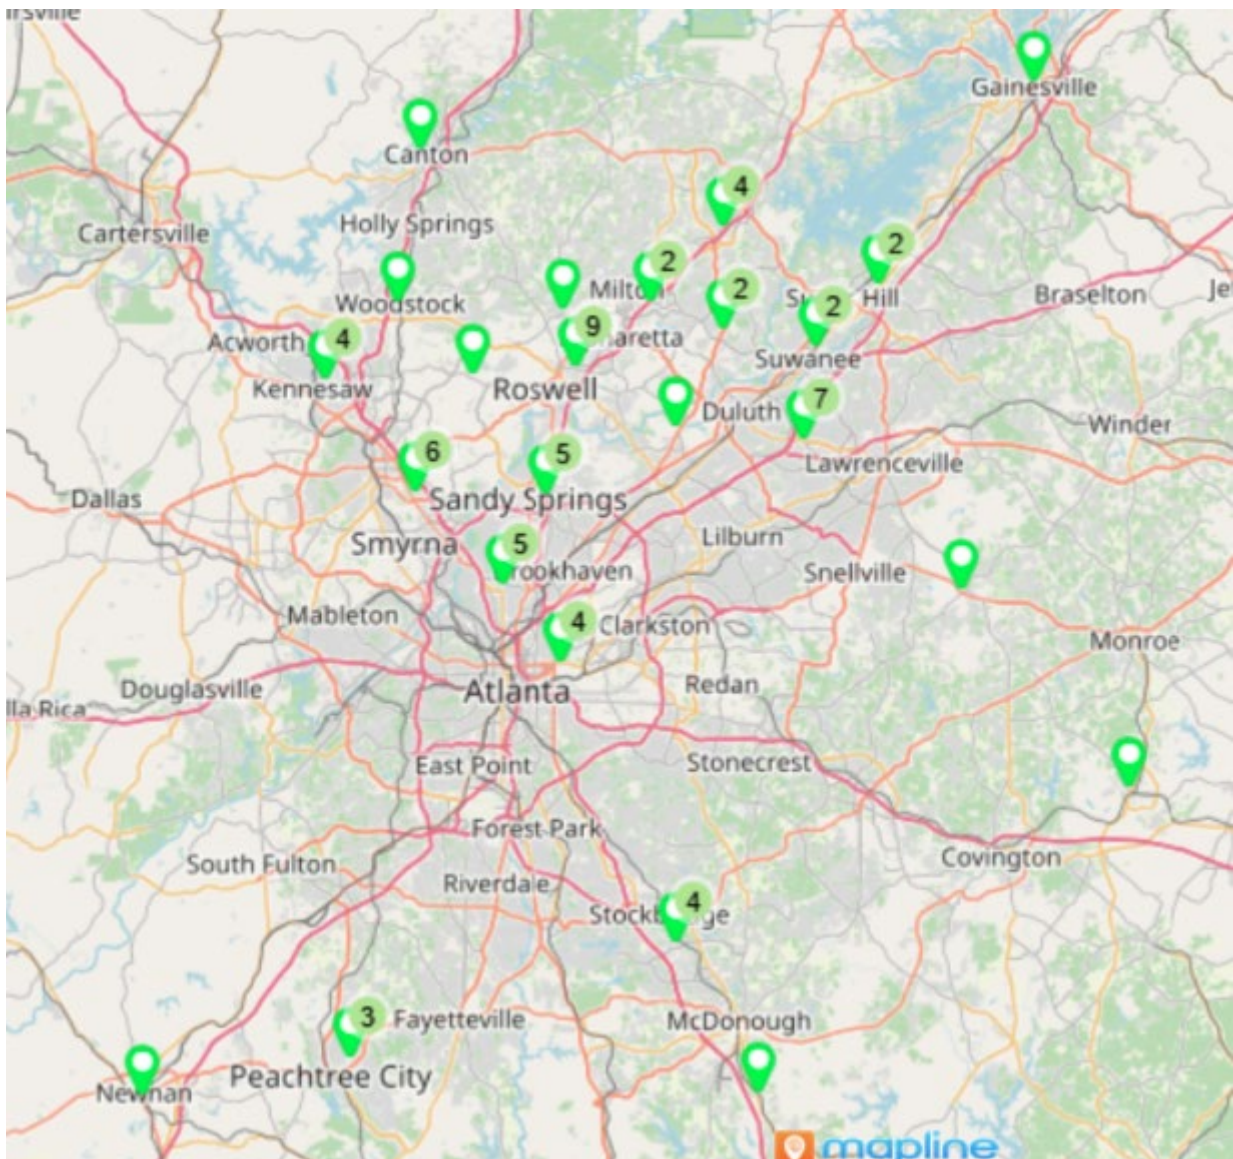 Gainesville
Canton
4
Holly Springs
Cartersville
2
2
2
Milton
Hill
Braselton
Woodstock
2
9
4
Acworth
Suwanee
Kennesaw
Roswell
7
Duluth
Winder
6
5
Lawrenceville
Dallas
Sandy Springs
Lilburn
Smyrna
5
Snellville
Mableton
4
Clarkston
Monroe
Redan
Douglasville
Atlanta
East Point
Stonecrest
Forest Park
Covington
South Fulton
Riverdale
4
3
Fayetteville
McDonough
Peachtree City
Newnan
mapline